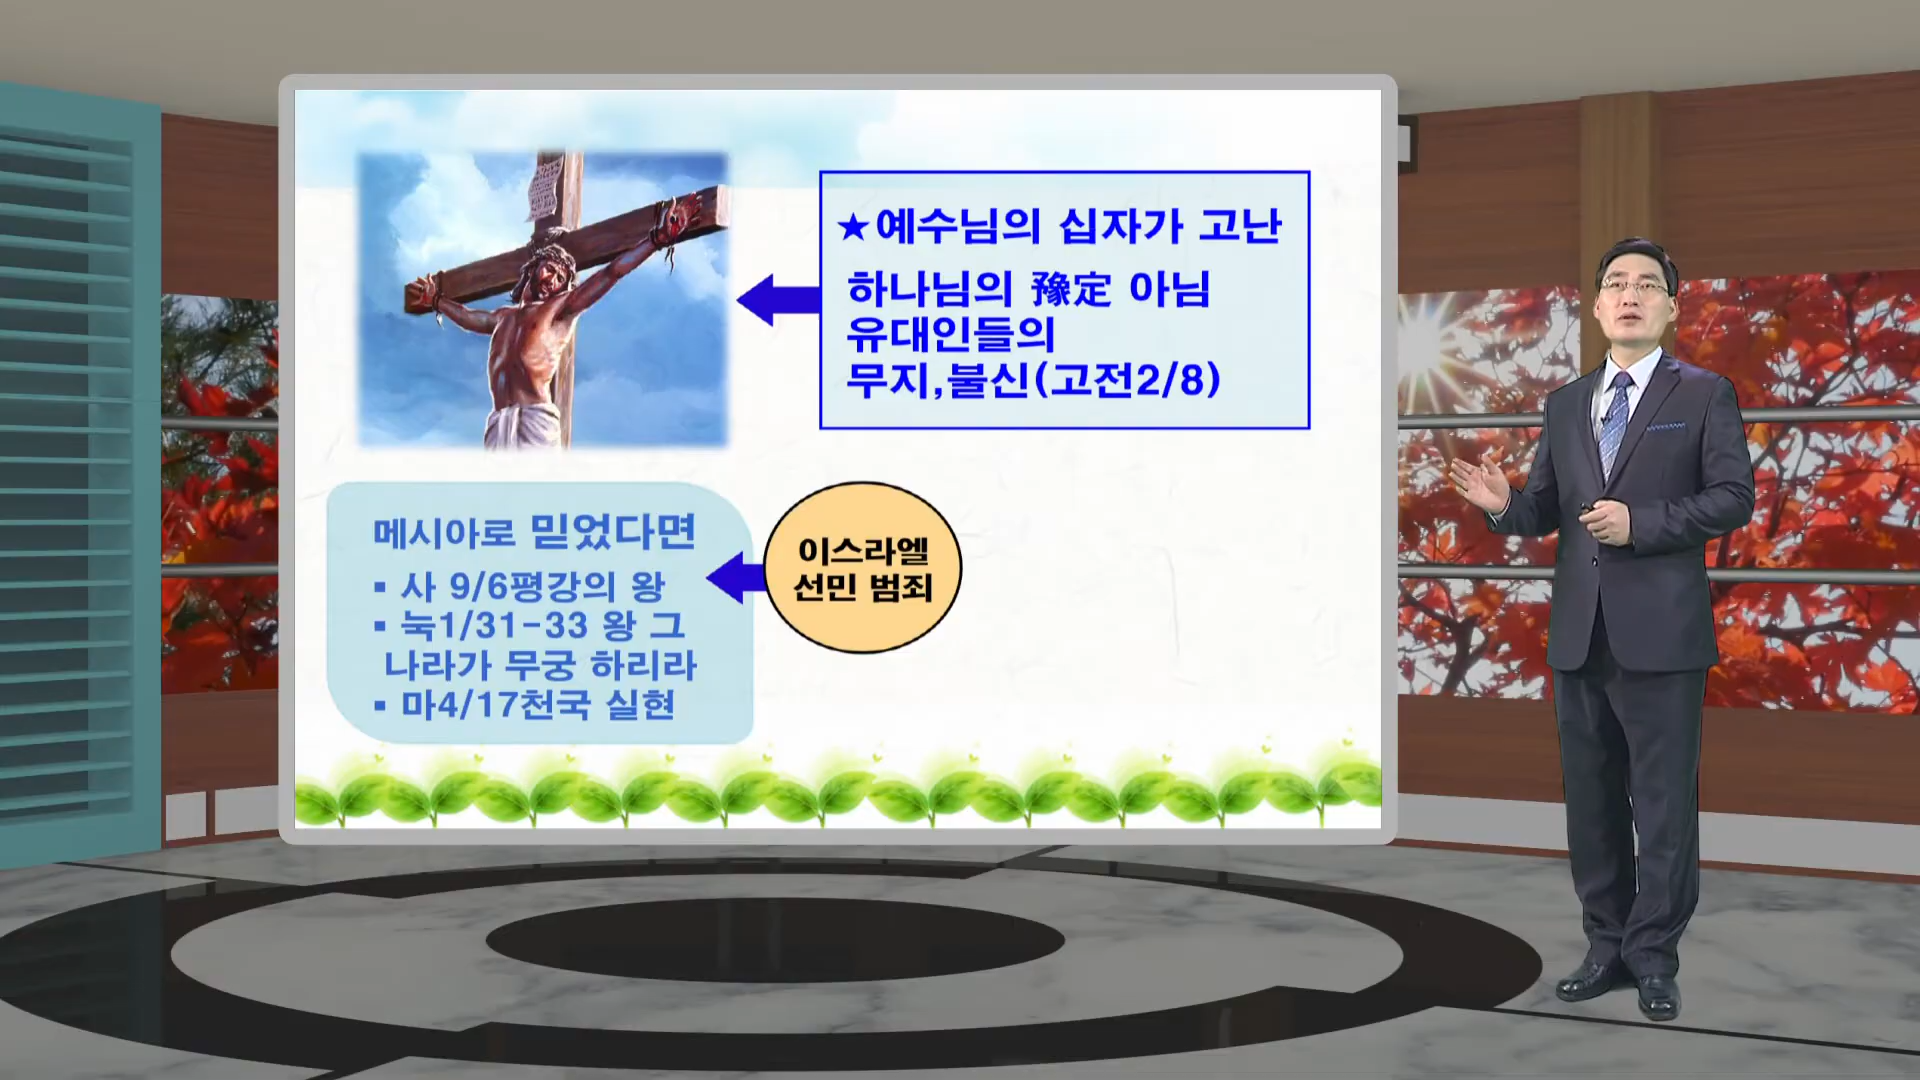 ★예수님의 십자가 고난
하나님의 豫定 아님
유대인들의
무지,불신(고전2/8)
메시아로 믿었다면
▪ 사 9/6평강의 왕
▪ 눅1/31-33 왕 그
나라가 무궁 하리라
▪ 마4/17천국 실현
이스라엘
선민 범죄